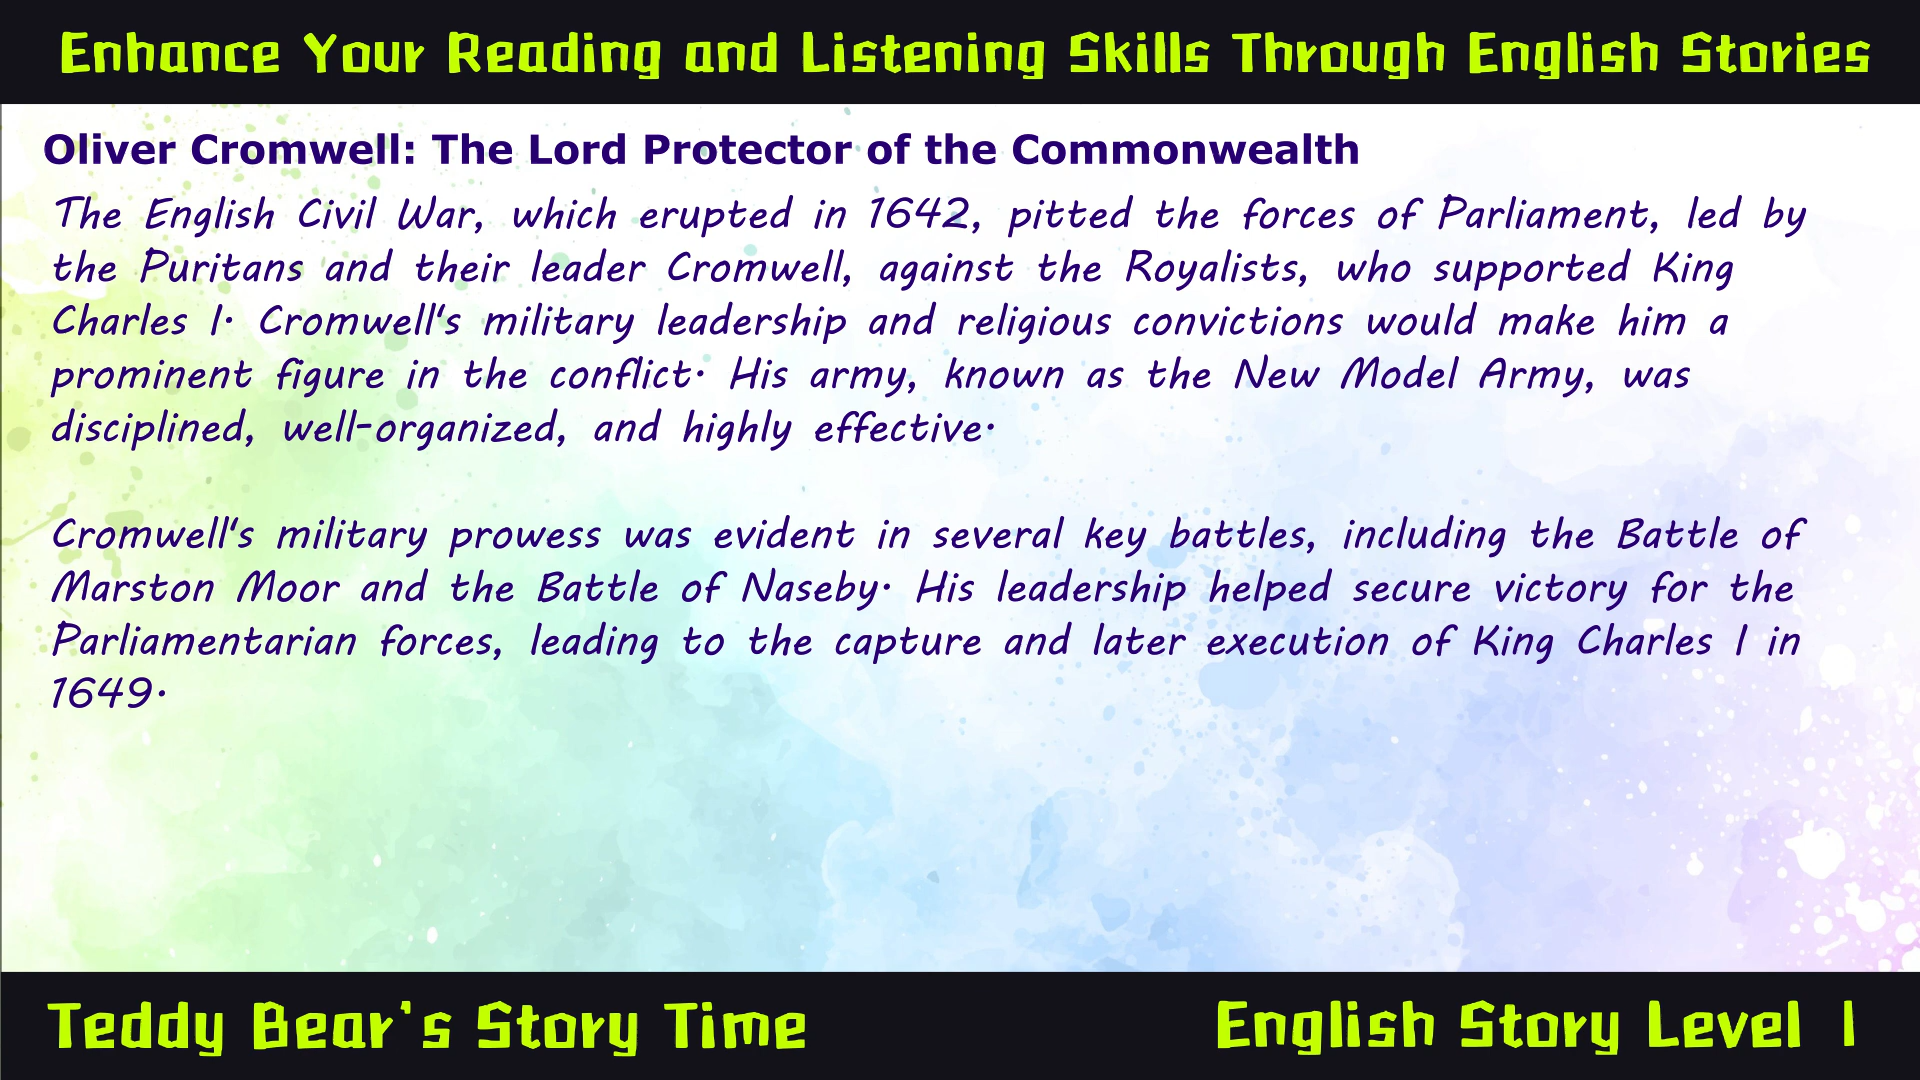 Enhance Your Reading and Listening Skills Through English Stories
Oliver Cromwell: The Lord Protector of the Commonwealth
The English Civil War, which erupted in 1642, pitted the forces of Parliament, led by
the Puritans and their leader Cromwell, against the Royalists, who supported King
Charles I. Cromwell's military leadership and religious convictions would make him a
prominent figure in the conflict. His army, known as the New Model Army, was
disciplined, well-organized, and highly effective.
Cromwell's military prowess was evident in several key battles, including the Battle of
Marston Moor and the Battle of Naseby. His leadership helped secure victory for the
Parliamentarian forces, leading to the capture and later execution of King Charles I in
1649.
Teddy Bear's Story Time
English Story Level 1